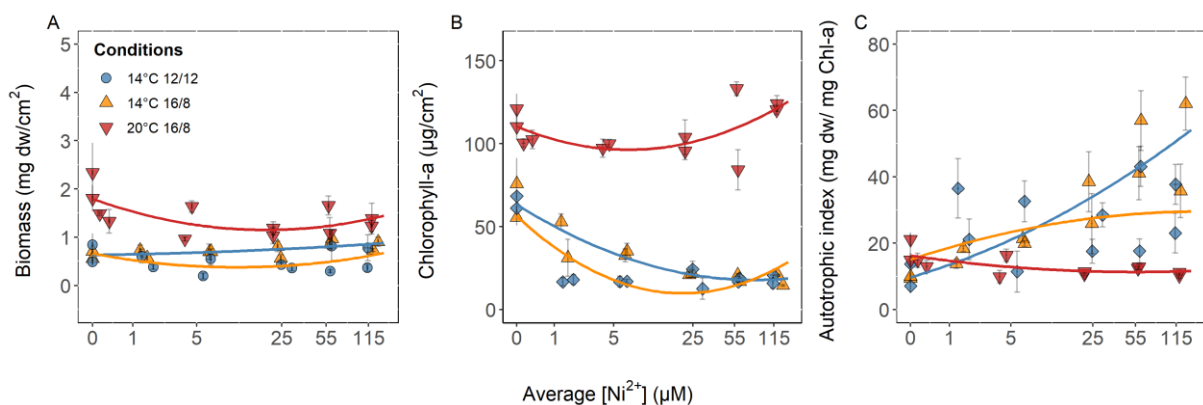 A
Biomass (mg dw/cm²)
5
4
3
2
1
0
Conditions
14°C 12/12
14°C 16/8
20°C 16/8
0 1 5 25 55 115
B
Chlorophyll-a (µg/cm²)
150
100
50
0
0 1 5 25 55 115
C
Autotrophic index (mg dw/ mg Chl-a)
80
60
40
20
0
0 1 5 25 55 115
Average [Ni²⁺] (µM)